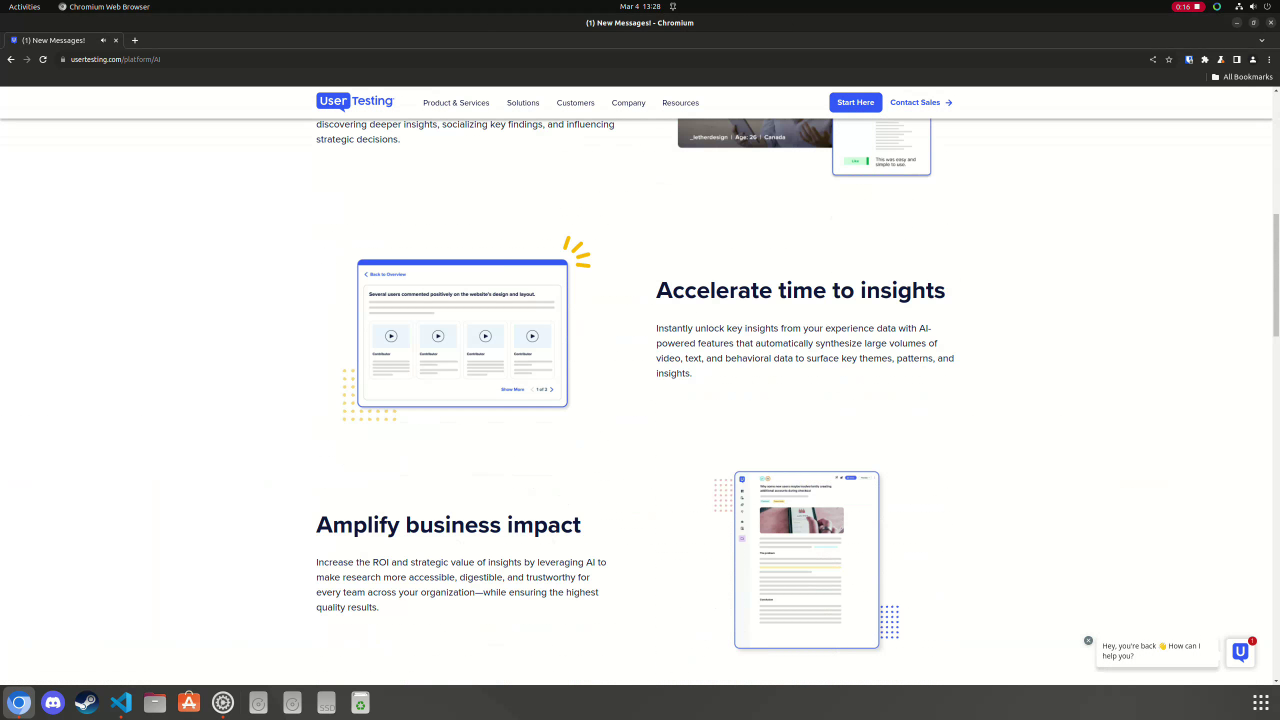 Activities
Chromium Web Browser
Mar 4 13:28
0:16
(1) New Messages! - Chromium
(1) New Messages!
usertesting.com/platform/AI
All Bookmarks
UserTesting
Product & Services
Solutions
Customers
Company
Resources
Start Here
Contact Sales
discovering deeper insights, socializing key findings, and influencing
strategic decisions.
_letherdesign | Age: 26 | Canada
Like
This was easy and
simple to use.
Back to Overview
Several users commented positively on the website's design and layout.
Contributor
Contributor
Contributor
Contributor
Show More
1 of 3
Accelerate time to insights
Instantly unlock key insights from your experience data with AI-
powered features that automatically synthesize large volumes of
video, text, and behavioral data to surface key themes, patterns, and
insights.
Amplify business impact
Increase the ROI and strategic value of insights by leveraging AI to
make research more accessible, digestible, and trustworthy for
every team across your organization—while ensuring the highest
quality results.
additional accounts during checkout
The problem
Conclusion
Hey, you're back 👋 How can I
help you?
U
1
SSD